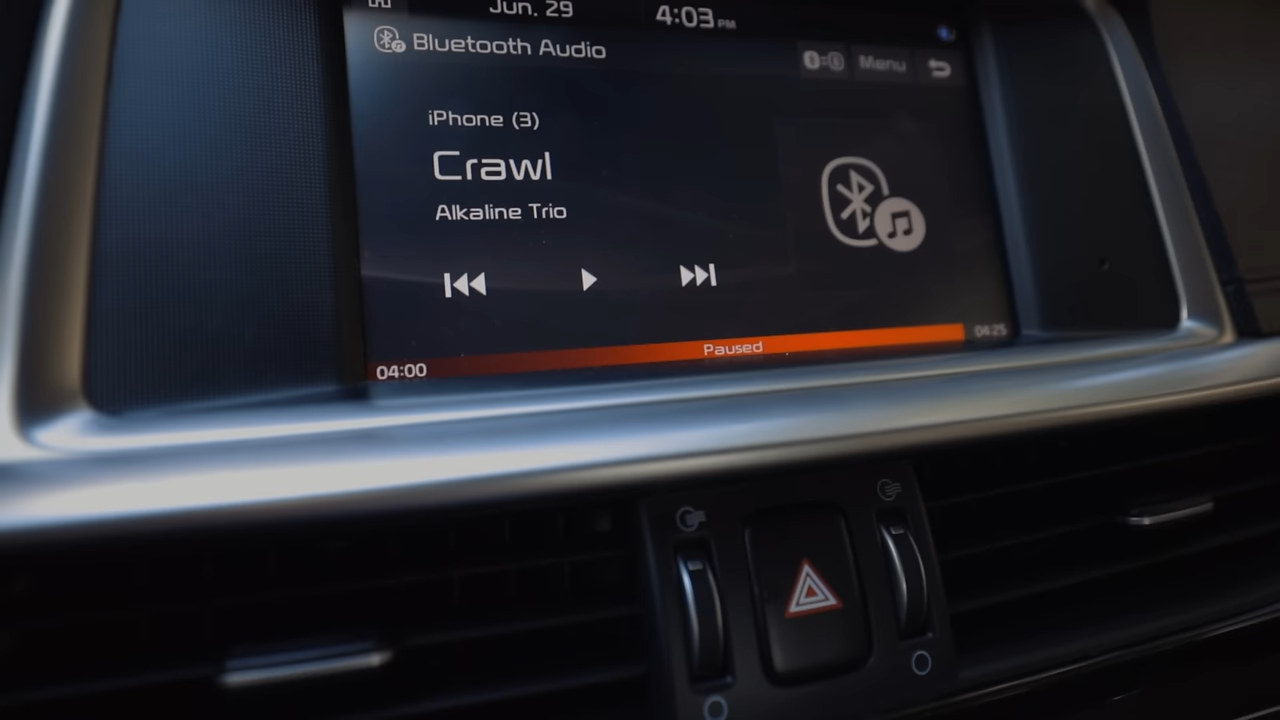 Jun. 29
4:03 PM
Bluetooth Audio
Menu
iPhone (3)
Crawl
Alkaline Trio
Paused
04:00
04:25